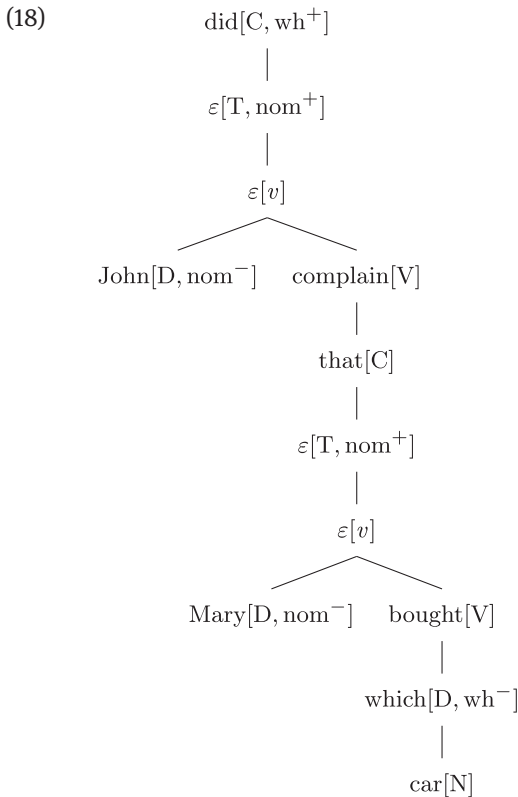 (18)
did[C, wh⁺]
ε[T, nom⁺]
ε[v]
John[D, nom⁻] complain[V]
that[C]
ε[T, nom⁺]
ε[v]
Mary[D, nom⁻] bought[V]
which[D, wh⁻]
car[N]